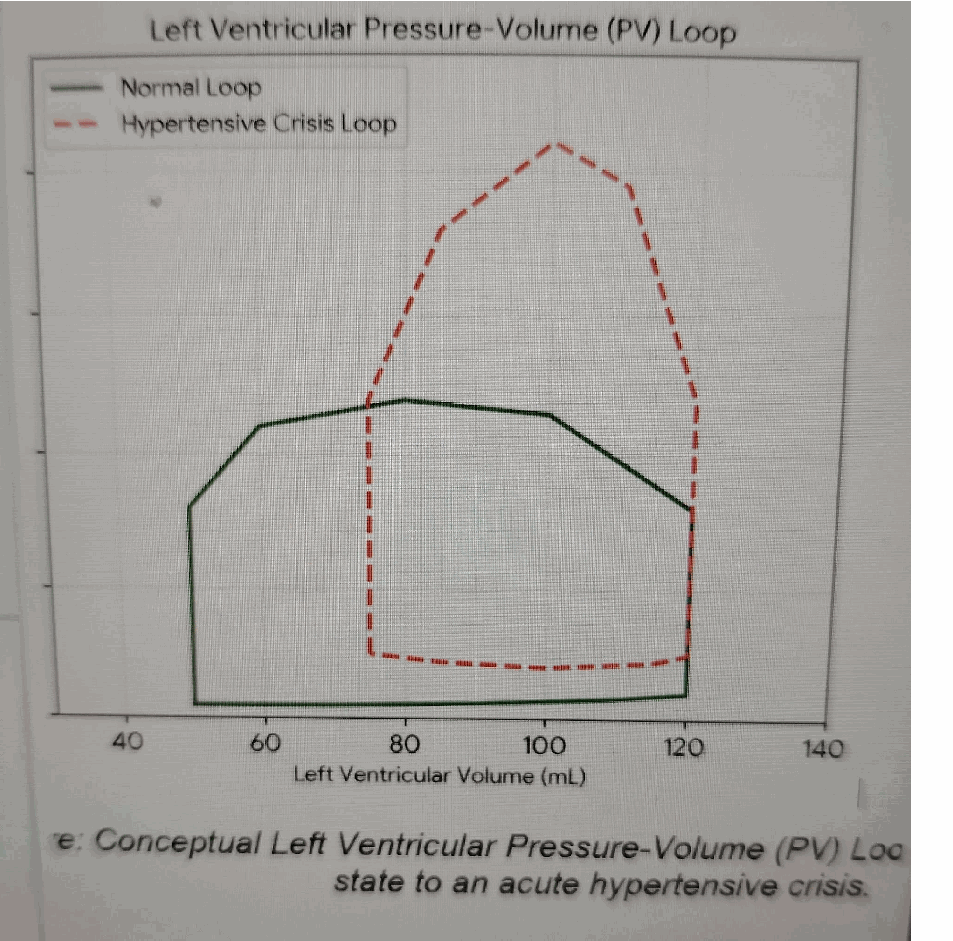 Left Ventricular Pressure-Volume (PV) Loop
Normal Loop
Hypertensive Crisis Loop
40 60 80 100 120 140
Left Ventricular Volume (mL)
e: Conceptual Left Ventricular Pressure-Volume (PV) Loo
state to an acute hypertensive crisis.